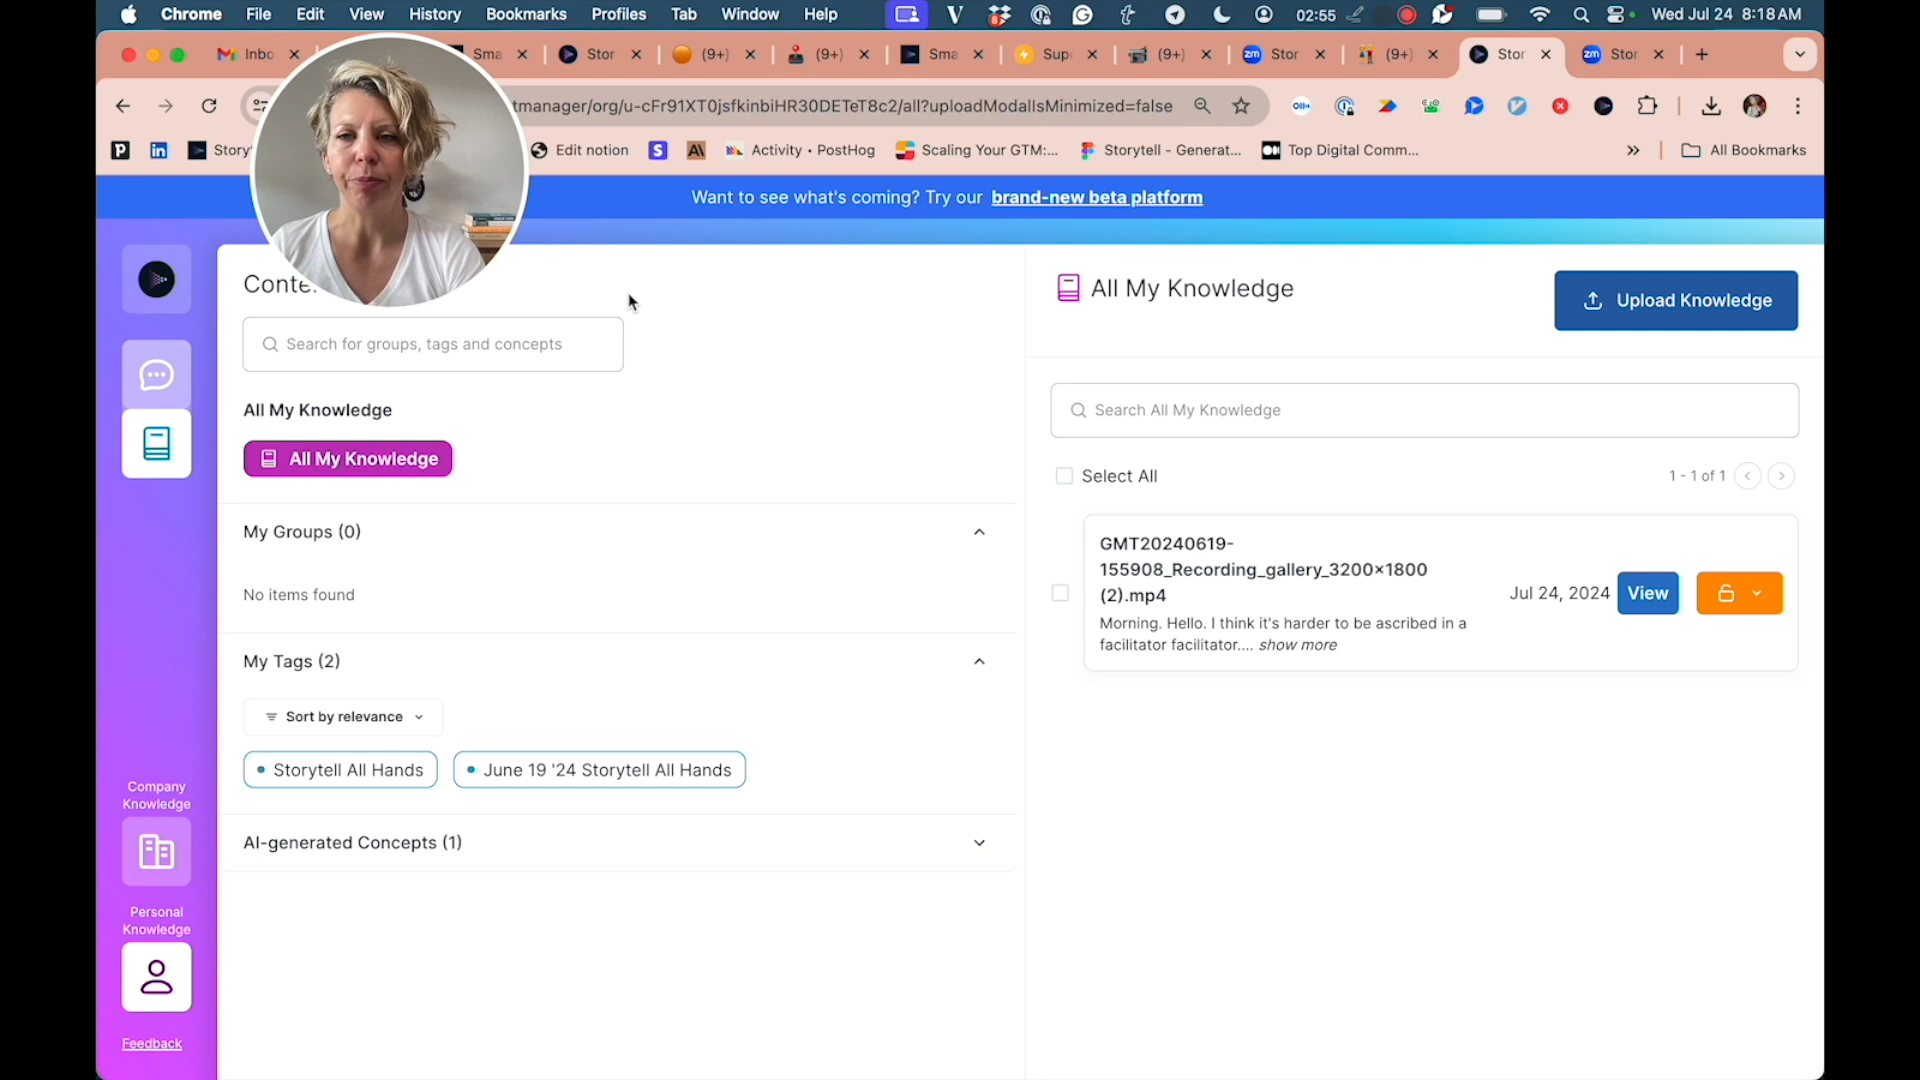 Chrome File Edit View History Bookmarks Profiles Tab Window Help 02:55 Wed Jul 24 8:18 AM
Inbo Sma Stor (9+) (9+) Sma Sup (9+) Stor (9+) Stor Stor
tmanager/org/u-cFr91XT0jsfkinbiHR30DETeT8c2/all?uploadModalIsMinimized=false
Story Edit notion Activity • PostHog Scaling Your GTM:... Storytell - Generat... Top Digital Comm... » All Bookmarks
Want to see what's coming? Try our brand-new beta platform
Conte
Search for groups, tags and concepts
All My Knowledge
All My Knowledge
My Groups (0)
No items found
My Tags (2)
Sort by relevance
Storytell All Hands
June 19 '24 Storytell All Hands
AI-generated Concepts (1)
Company
Knowledge
Personal
Knowledge
Feedback
All My Knowledge
Upload Knowledge
Search All My Knowledge
Select All
1 - 1 of 1
GMT20240619-
155908_Recording_gallery_3200×1800
(2).mp4
Jul 24, 2024
View
Morning. Hello. I think it's harder to be ascribed in a
facilitator facilitator.... show more